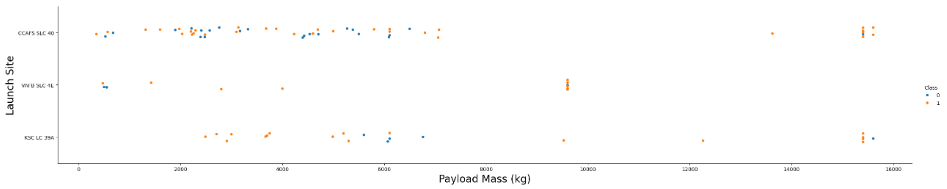 Launch Site
CCAFS SLC 40
VAFB SLC 4E
KSC LC 39A
0
2000
4000
6000
8000
10000
12000
14000
16000
Payload Mass (kg)
Class
0
1